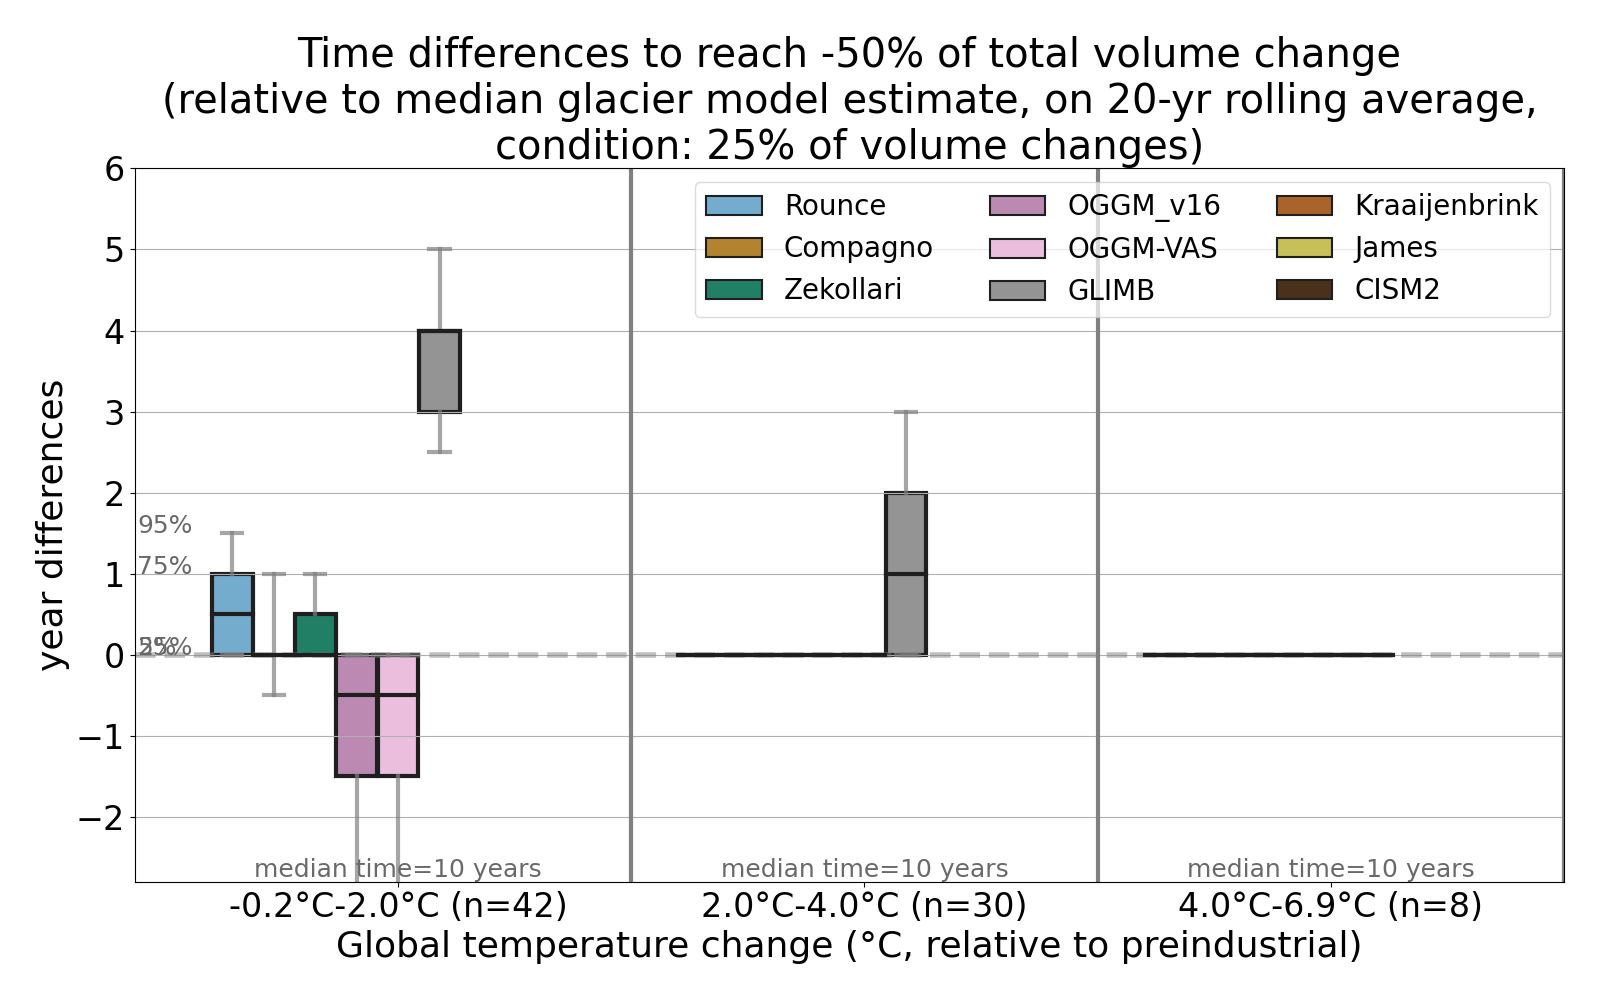 Time differences to reach -50% of total volume change
(relative to median glacier model estimate, on 20-yr rolling average,
condition: 25% of volume changes)
6
5
4
3
2
1
0
−1
−2
year differences
Rounce
Compagno
Zekollari
OGGM_v16
OGGM-VAS
GLIMB
Kraaijenbrink
James
CISM2
95%
75%
median time=10 years
median time=10 years
median time=10 years
-0.2°C-2.0°C (n=42)
2.0°C-4.0°C (n=30)
4.0°C-6.9°C (n=8)
Global temperature change (°C, relative to preindustrial)